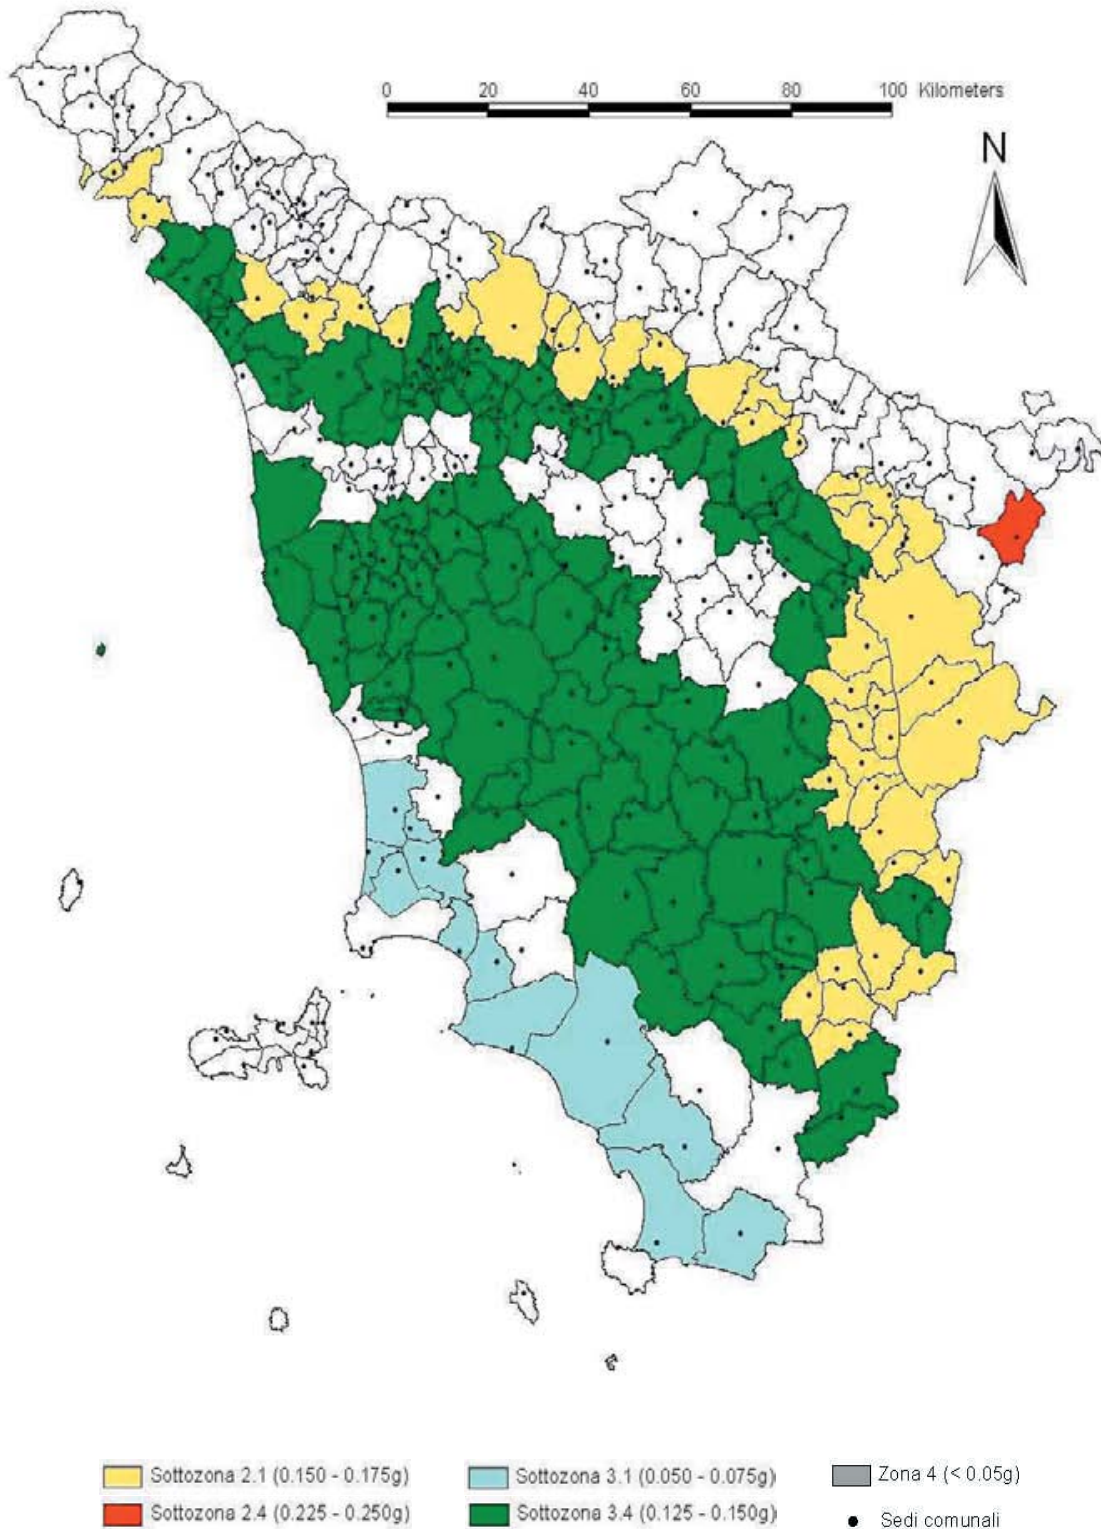 0 20 40 60 80 100 Kilometers
N
Sottozona 2.1 (0.150 - 0.175g)
Sottozona 2.4 (0.225 - 0.250g)
Sottozona 3.1 (0.050 - 0.075g)
Sottozona 3.4 (0.125 - 0.150g)
Zona 4 (< 0.05g)
Sedi comunali